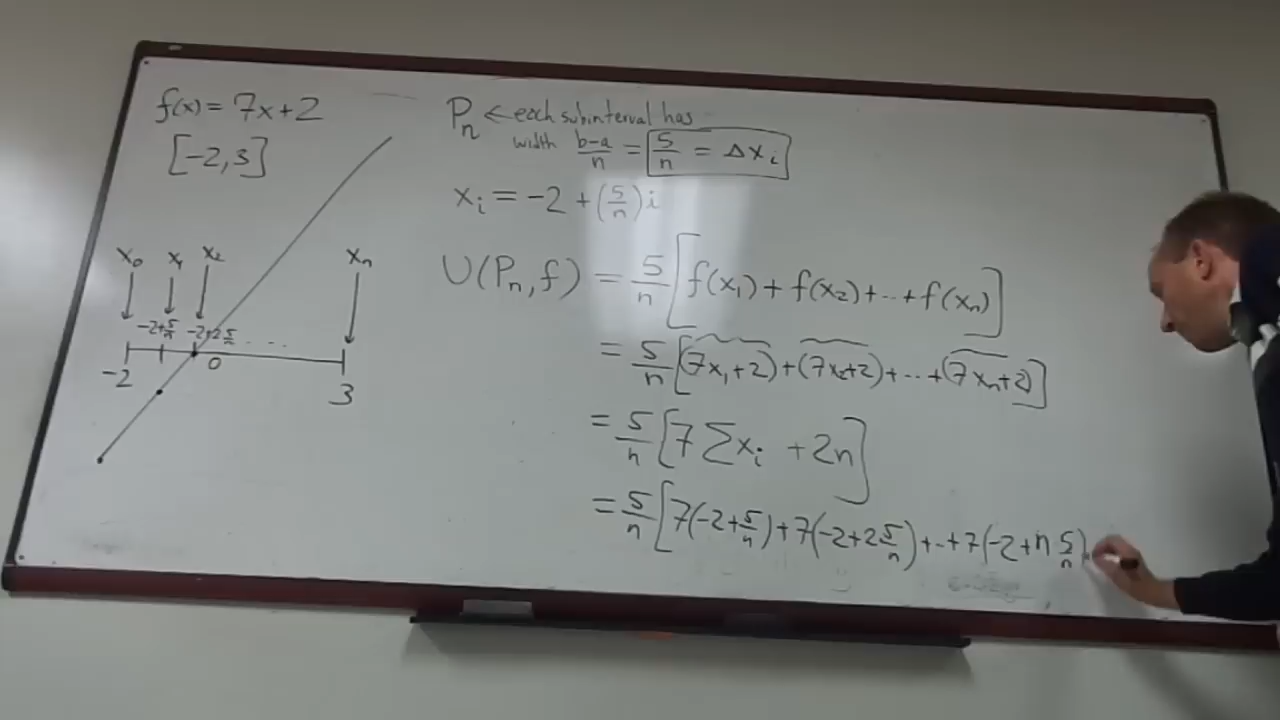 f(x) = 7x+2
[-2,3]
x₀ x₁ x₂ xₙ
-2+5/n -2+2 5/n . . .
-2 0 3
Pₙ ← each subinterval has
width b-a/n = 5/n = Δxᵢ
xᵢ = -2 + (5/n)i
U(Pₙ,f) = 5/n [f(x₁) + f(x₂) + ... + f(xₙ)]
= 5/n [(7x₁+2) + (7x₂+2) + ... + (7xₙ+2)]
= 5/n [7 Σxᵢ + 2n]
= 5/n [7(-2+5/n) + 7(-2+2 5/n) + ... + 7(-2+n 5/n)